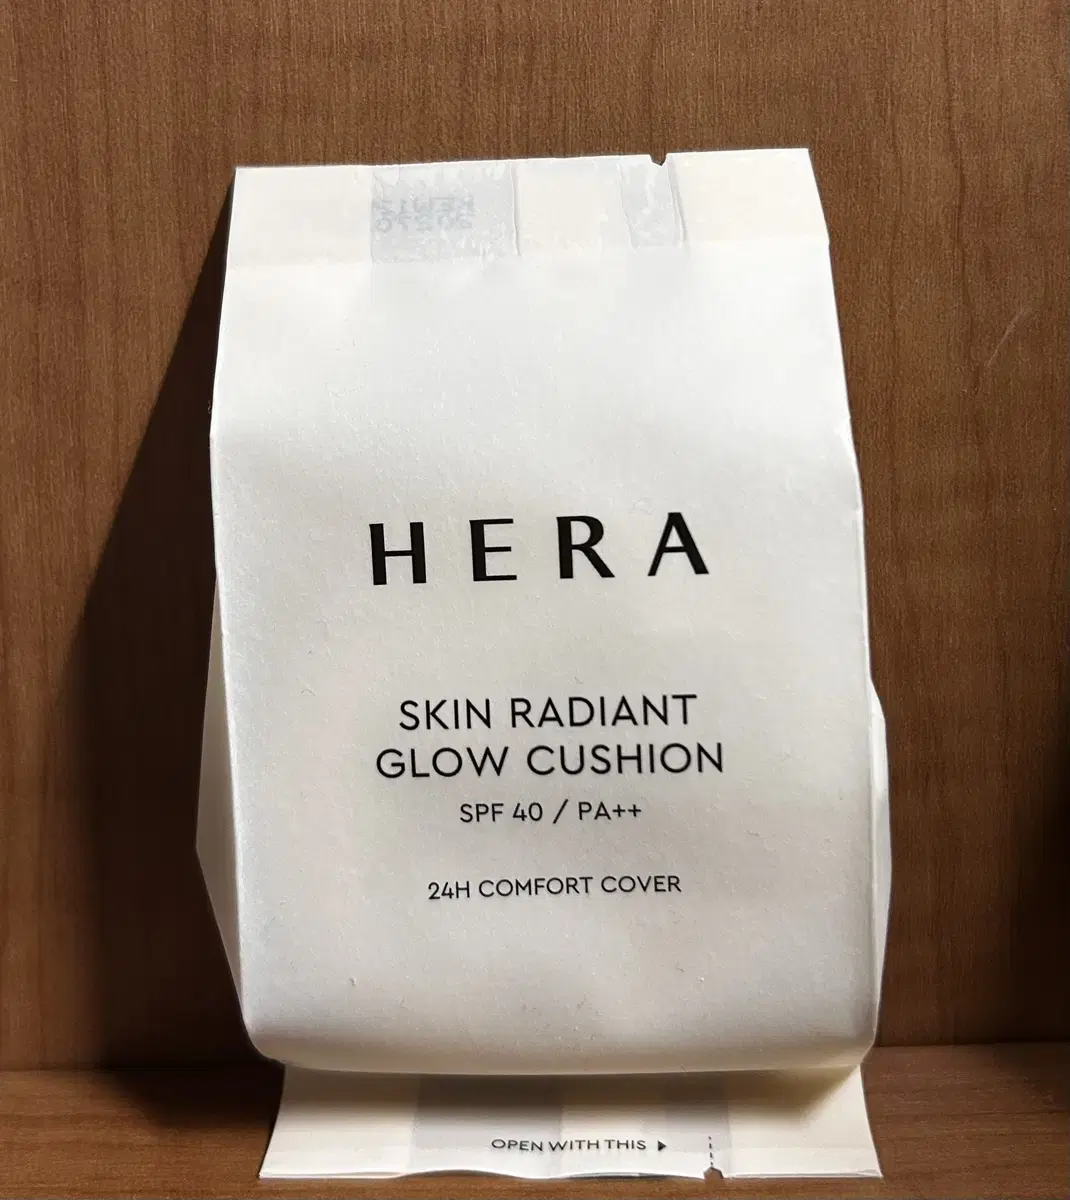 HERA
SKIN RADIANT
GLOW CUSHION
SPF 40 / PA++
24H COMFORT COVER
OPEN WITH THIS ▶